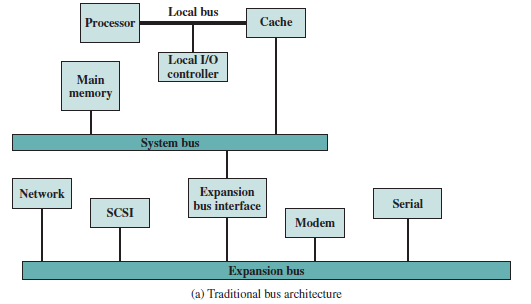 Local bus
Processor
Cache
Local I/O
controller
Main
memory
System bus
Network
SCSI
Expansion
bus interface
Modem
Serial
Expansion bus
(a) Traditional bus architecture